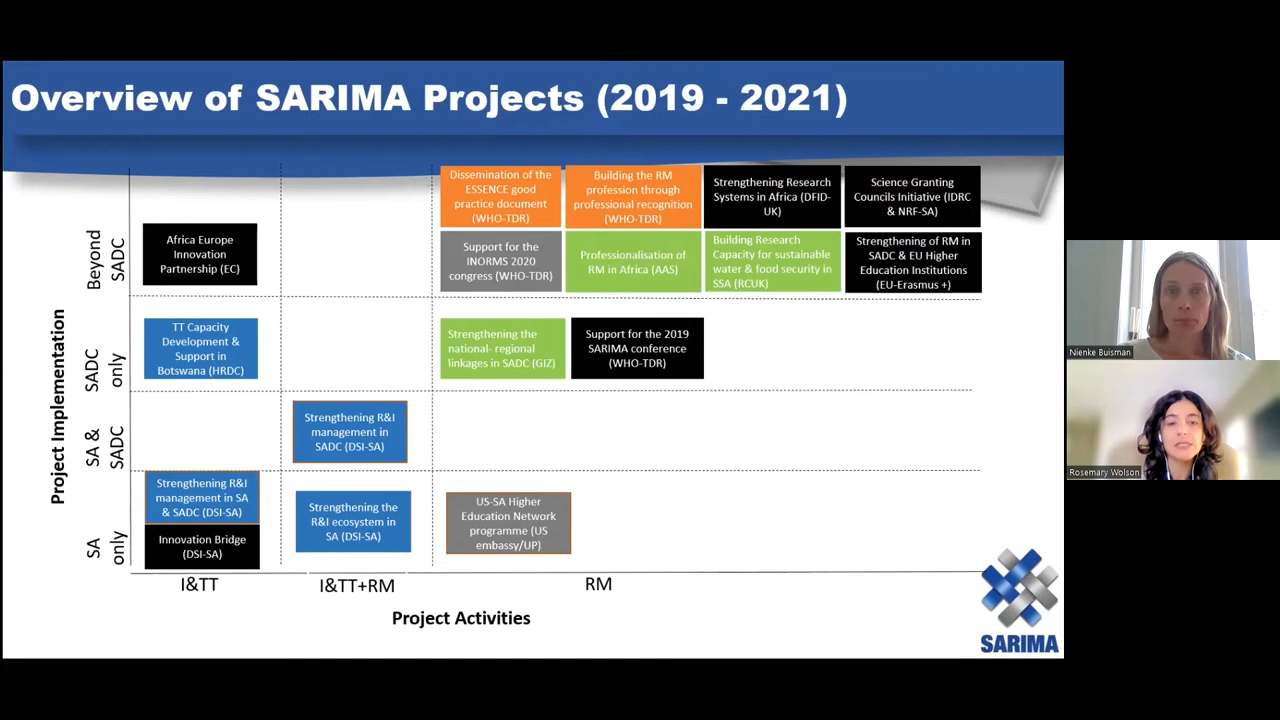 Overview of SARIMA Projects (2019 - 2021)
Project Implementation
Beyond
SADC
Africa Europe
Innovation
Partnership (EC)
Dissemination of the
ESSENCE good
practice document
(WHO-TDR)
Building the RM
profession through
professional recognition
(WHO-TDR)
Strengthening Research
Systems in Africa (DFID-
UK)
Science Granting
Councils Initiative (IDRC
& NRF-SA)
Support for the
INORMS 2020
congress (WHO-TDR)
Professionalisation of
RM in Africa (AAS)
Building Research
Capacity for sustainable
water & food security in
SSA (RCUK)
Strengthening of RM in
SADC & EU Higher
Education Institutions
(EU-Erasmus +)
SADC
only
TT Capacity
Development &
Support in
Botswana (HRDC)
Strengthening the
national- regional
linkages in SADC (GIZ)
Support for the 2019
SARIMA conference
(WHO-TDR)
SA &
SADC
Strengthening R&I
management in
SADC (DSI-SA)
SA
only
Strengthening R&I
management in SA
& SADC (DSI-SA)
Innovation Bridge
(DSI-SA)
Strengthening the
R&I ecosystem in
SA (DSI-SA)
US-SA Higher
Education Network
programme (US
embassy/UP)
I&TT
I&TT+RM
RM
Project Activities
SARIMA
Nienke Buisman
Rosemary Wolson